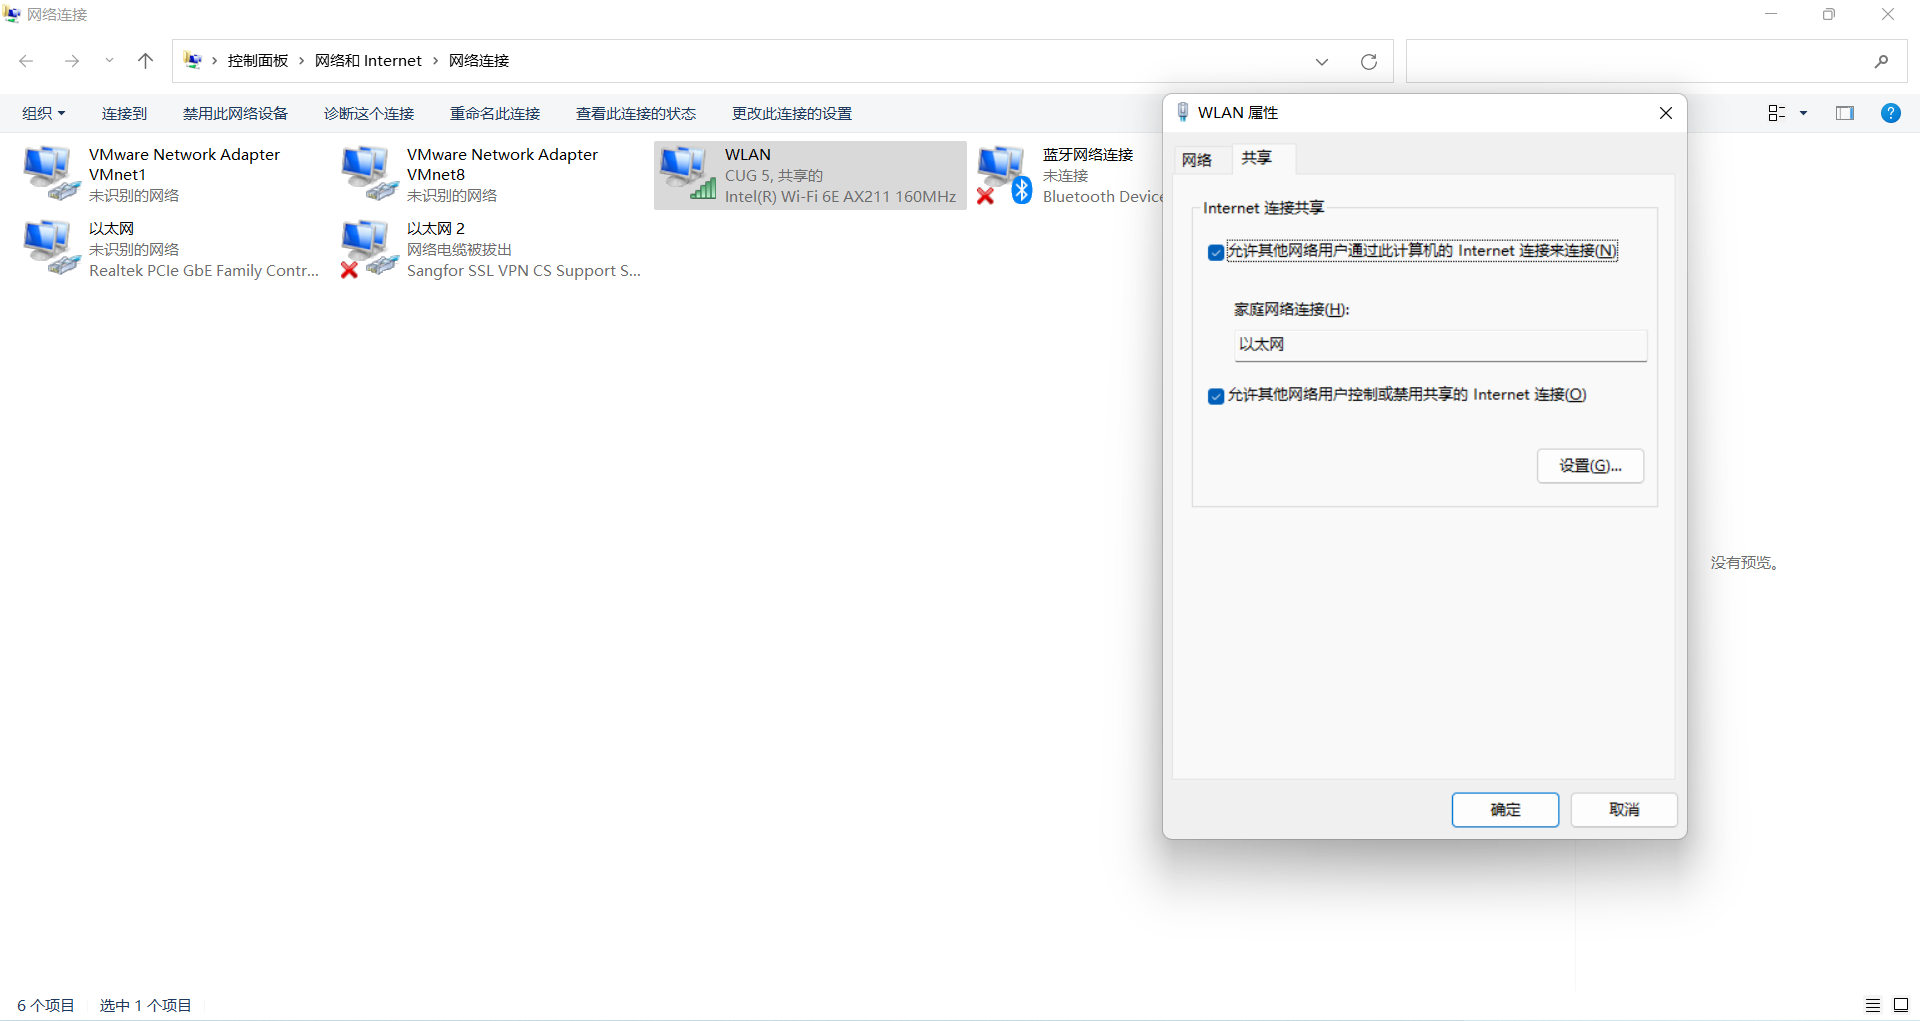 网络连接
控制面板 › 网络和 Internet › 网络连接
组织 连接到 禁用此网络设备 诊断这个连接 重命名此连接 查看此连接的状态 更改此连接的设置
VMware Network Adapter
VMnet1
未识别的网络
VMware Network Adapter
VMnet8
未识别的网络
WLAN
CUG 5, 共享的
Intel(R) Wi-Fi 6E AX211 160MHz
蓝牙网络连接
未连接
Bluetooth Device
以太网
未识别的网络
Realtek PCIe GbE Family Contr...
以太网 2
网络电缆被拔出
Sangfor SSL VPN CS Support S...
WLAN 属性
网络 共享
Internet 连接共享
允许其他网络用户通过此计算机的 Internet 连接来连接(N)
家庭网络连接(H):
以太网
允许其他网络用户控制或禁用共享的 Internet 连接(O)
设置(G)...
确定 取消
没有预览。
6 个项目 选中 1 个项目